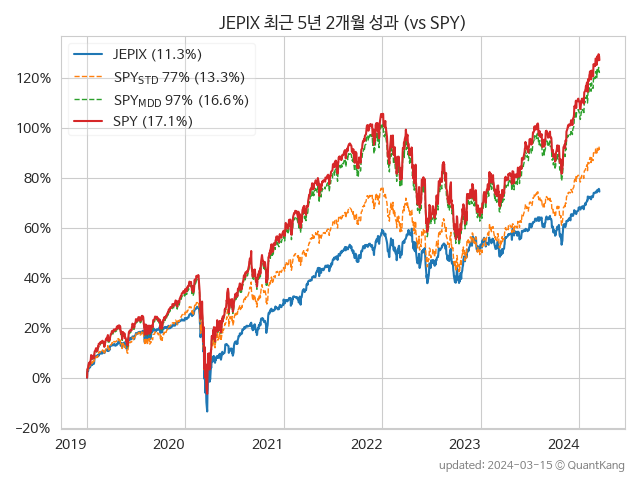 JEPIX 최근 5년 2개월 성과 (vs SPY)
JEPIX (11.3%)
SPY_STD 77% (13.3%)
SPY_MDD 97% (16.6%)
SPY (17.1%)
120%
100%
80%
60%
40%
20%
0%
−20%
2019 2020 2021 2022 2023 2024
updated: 2024-03-15 © QuantKang